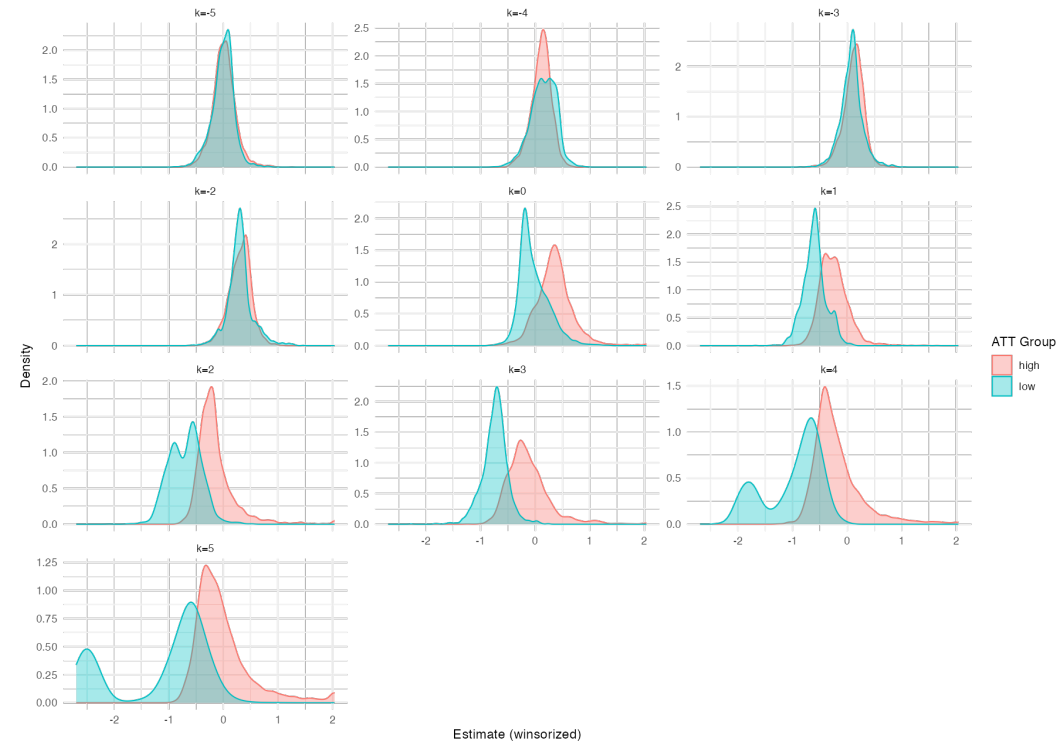 k=-5
k=-4
k=-3
2.0
1.5
1.0
0.5
0.0
2.5
2.0
1.5
1.0
0.5
0.0
2
1
0
k=-2
k=0
k=1
2
1
0
2.0
1.5
1.0
0.5
0.0
2.5
2.0
1.5
1.0
0.5
0.0
k=2
k=3
k=4
2.0
1.5
1.0
0.5
0.0
2.0
1.5
1.0
0.5
0.0
1.5
1.0
0.5
0.0
-2 -1 0 1 2
-2 -1 0 1 2
k=5
1.25
1.00
0.75
0.50
0.25
0.00
-2 -1 0 1 2
Density
Estimate (winsorized)
ATT Group
high
low